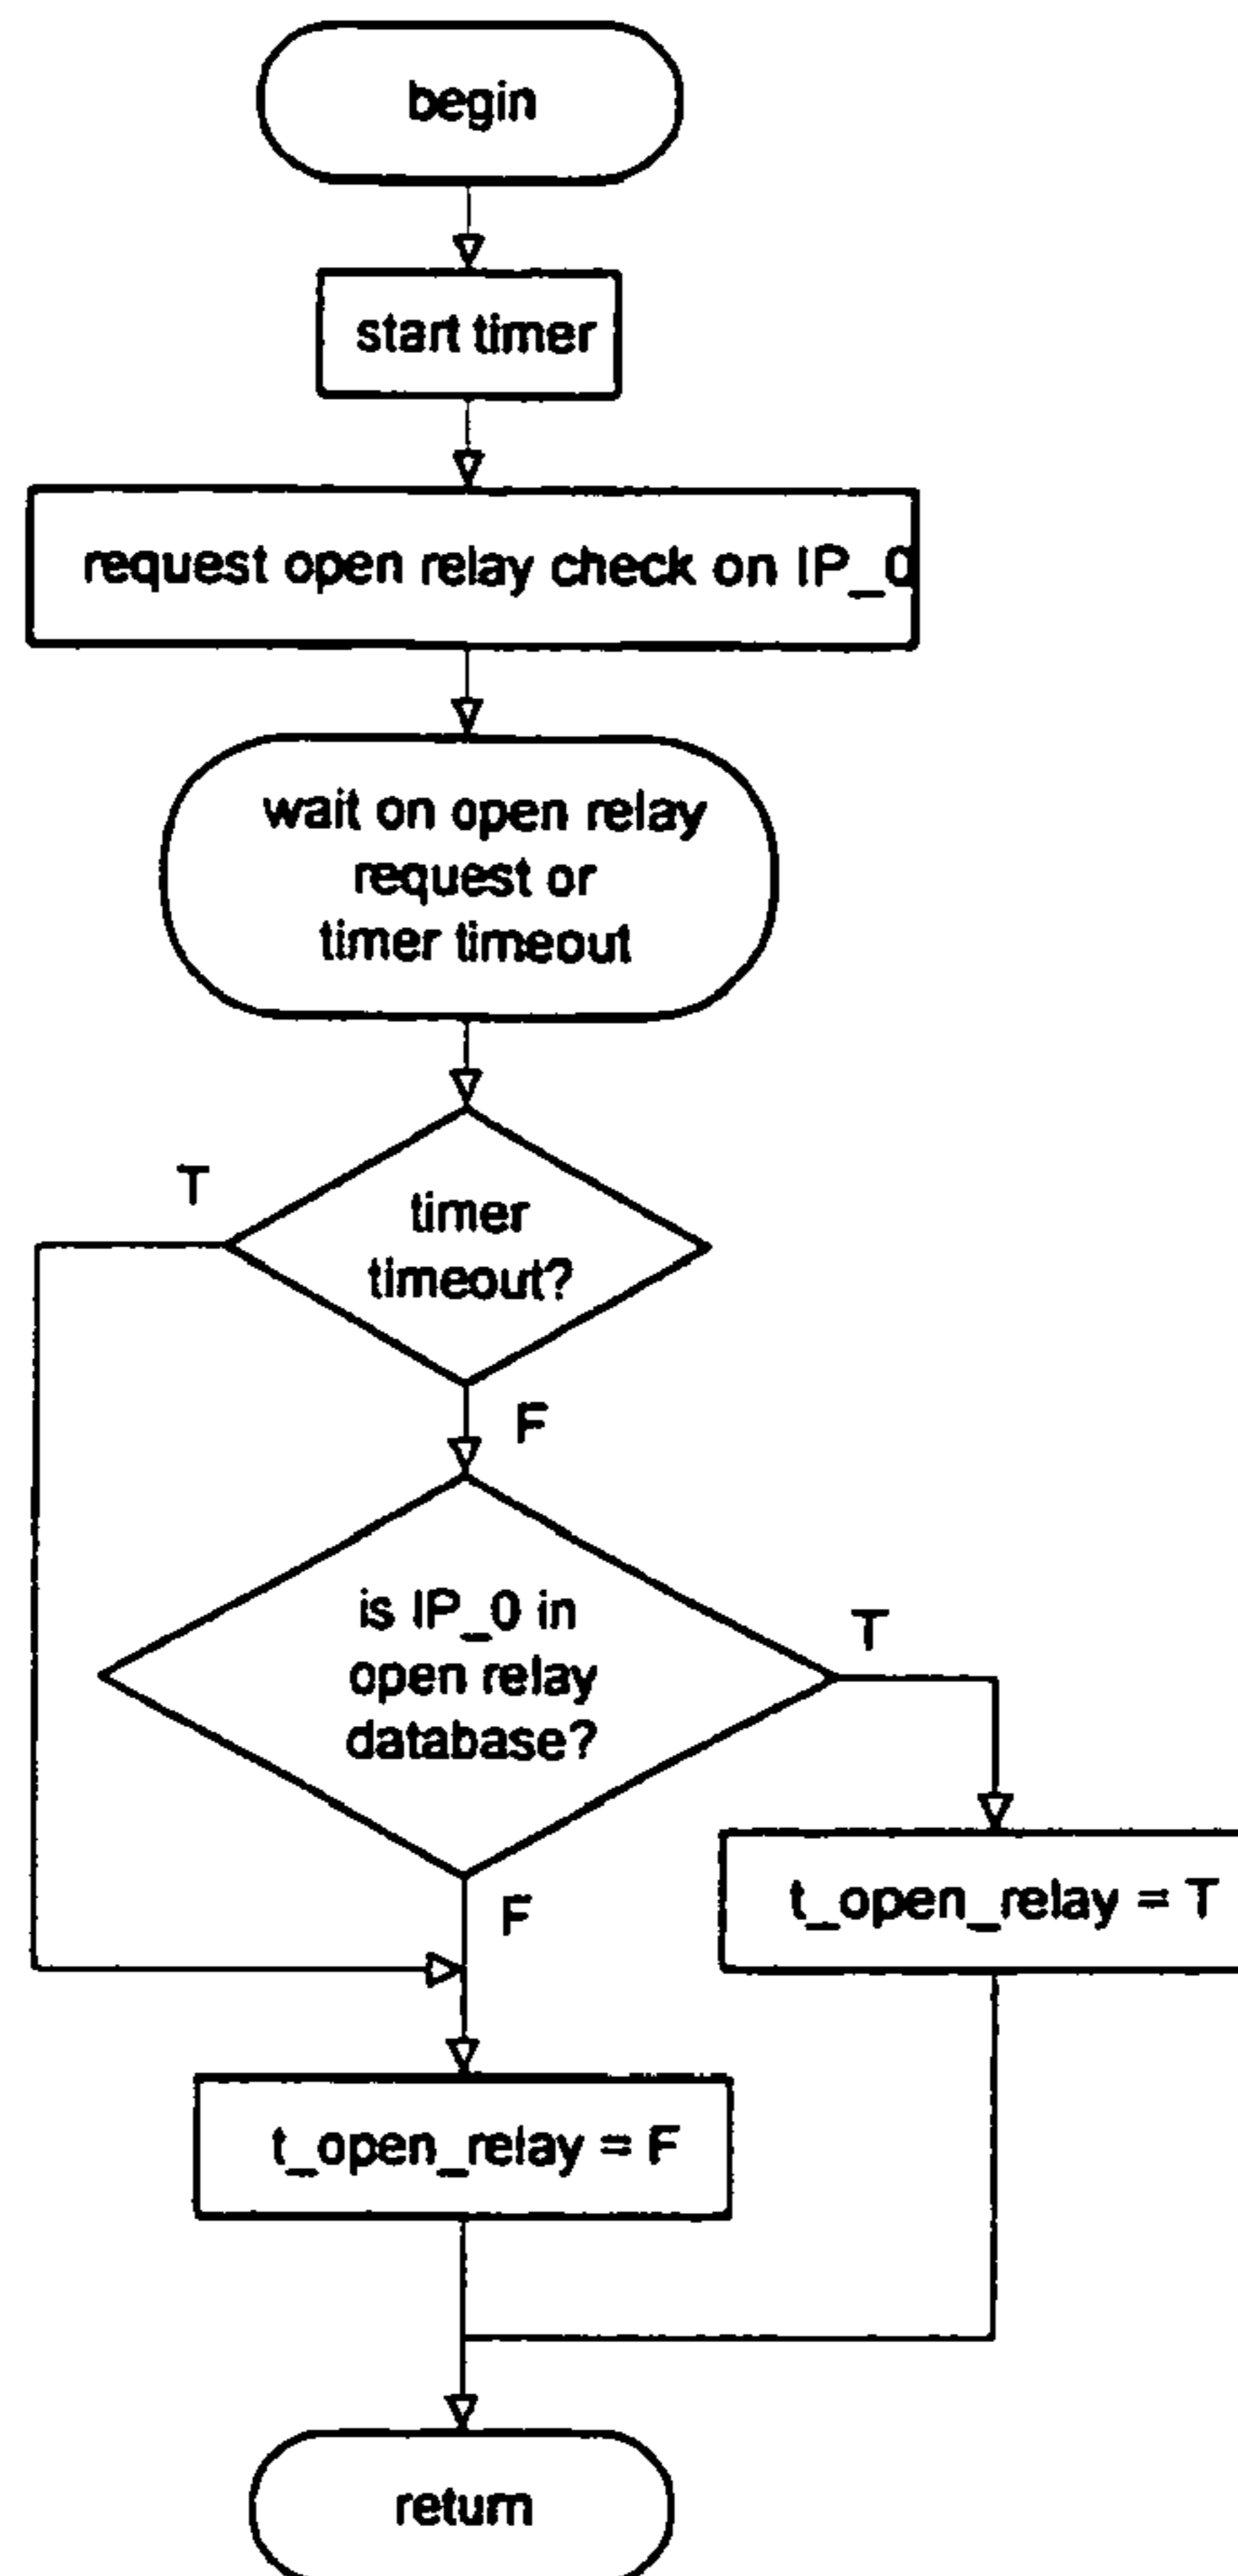 begin
start timer
request open relay check on IP_0
wait on open relay
request or
timer timeout
T
timer
timeout?
F
is IP_0 in
open relay
database?
T
F
t_open_relay = T
t_open_relay = F
return